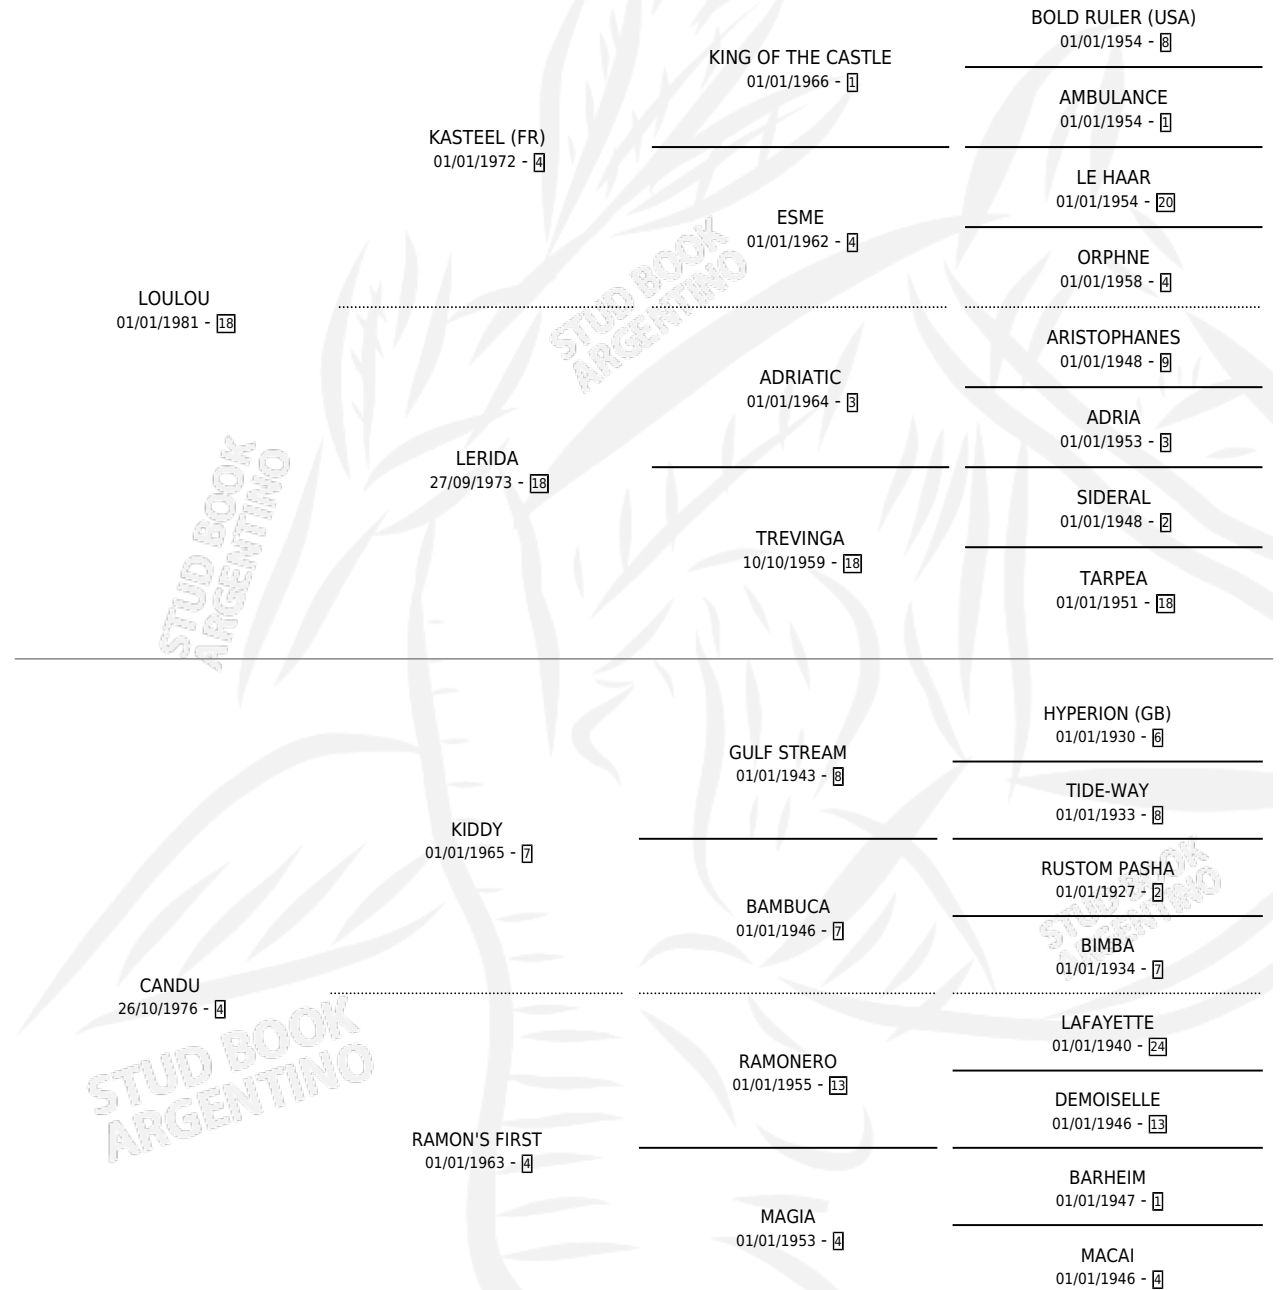 BOLD RULER (USA)
01/01/1954 - 8
KING OF THE CASTLE
01/01/1966 - 1
AMBULANCE
01/01/1954 - 1
KASTEEL (FR)
01/01/1972 - 4
LE HAAR
01/01/1954 - 20
ESME
01/01/1962 - 4
ORPHNE
01/01/1958 - 4
LOULOU
01/01/1981 - 18
STUD BOOK
ARGENTINO
ARISTOPHANES
01/01/1948 - 9
ADRIATIC
01/01/1964 - 3
ADRIA
01/01/1953 - 3
LERIDA
27/09/1973 - 18
SIDERAL
01/01/1948 - 2
TREVINGA
10/10/1959 - 18
TARPEA
01/01/1951 - 18
STUD BOOK
ARGENTINO
HYPERION (GB)
01/01/1930 - 6
GULF STREAM
01/01/1943 - 8
TIDE-WAY
01/01/1933 - 8
KIDDY
01/01/1965 - 7
RUSTOM PASHA
01/01/1927 - 2
BAMBUCA
01/01/1946 - 7
STUD BOOK
ARGENTINO
BIMBA
01/01/1934 - 7
CANDU
26/10/1976 - 4
STUD BOOK
ARGENTINO
LAFAYETTE
01/01/1940 - 24
RAMONERO
01/01/1955 - 13
DEMOISELLE
01/01/1946 - 13
RAMON'S FIRST
01/01/1963 - 4
BARHEIM
01/01/1947 - 1
MAGIA
01/01/1953 - 4
MACAI
01/01/1946 - 4